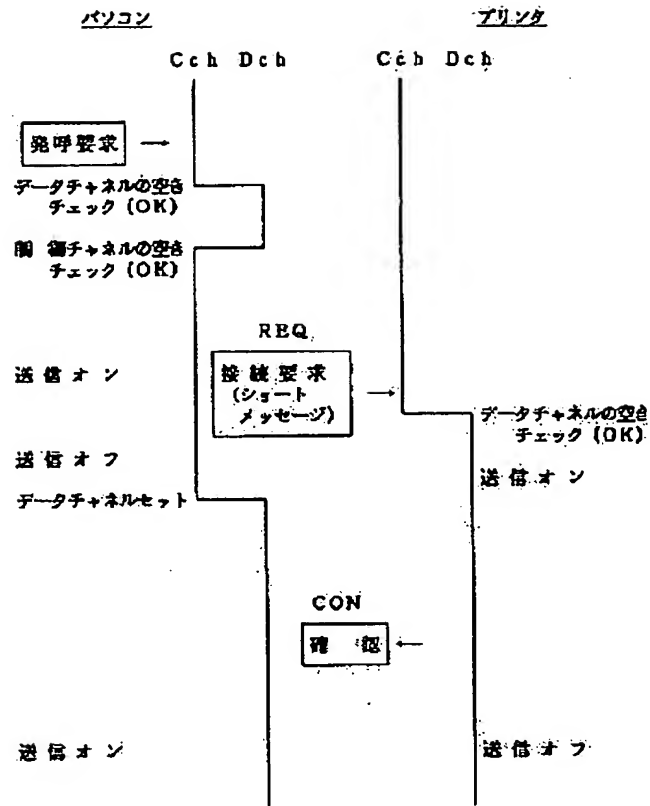 パソコン
プリンタ
Cch Dch
Cch Dch
発呼要求
データチャネルの空き
チェック (OK)
制御チャネルの空き
チェック (OK)
REQ
接続要求
(ショート
メッセージ)
送信オン
データチャネルの空き
チェック (OK)
送信オフ
送信オン
データチャネルセット
CON
確認
送信オン
送信オフ